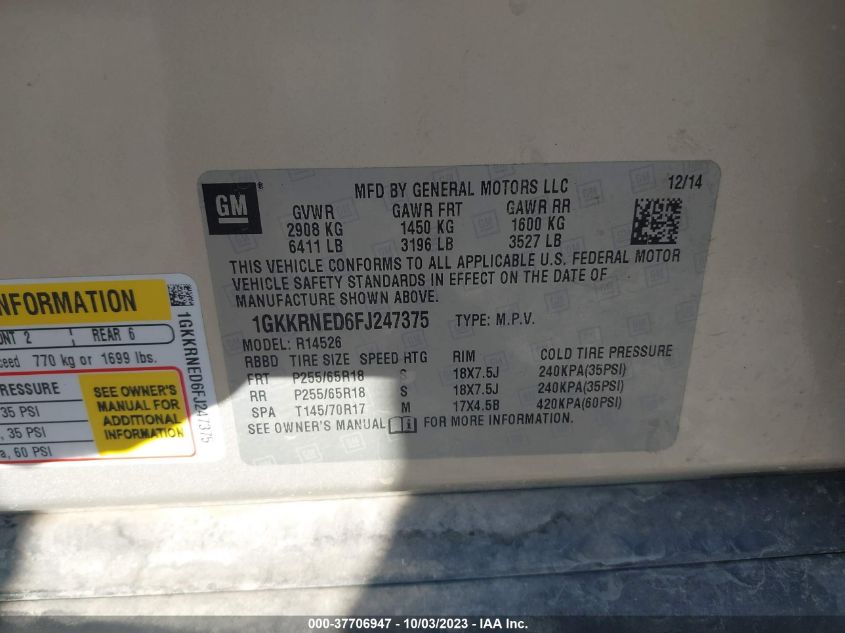 GM
MFD BY GENERAL MOTORS LLC
12/14
GVWR GAWR FRT GAWR RR
2908 KG 1450 KG 1600 KG
6411 LB 3196 LB 3527 LB
THIS VEHICLE CONFORMS TO ALL APPLICABLE U.S. FEDERAL MOTOR
VEHICLE SAFETY STANDARDS IN EFFECT ON THE DATE OF
MANUFACTURE SHOWN ABOVE.
1GKKRNED6FJ247375 TYPE: M.P.V.
MODEL: R14526
RBBD TIRE SIZE SPEED RTG RIM COLD TIRE PRESSURE
FRT P255/65R18 S 18X7.5J 240KPA(35PSI)
RR P255/65R18 S 18X7.5J 240KPA(35PSI)
SPA T145/70R17 M 17X4.5B 420KPA(60PSI)
SEE OWNER'S MANUAL FOR MORE INFORMATION.
NFORMATION
ONT 2 REAR 6
ceed 770 kg or 1699 lbs.
PRESSURE
35 PSI
, 35 PSI
a, 60 PSI
SEE OWNER'S
MANUAL FOR
ADDITIONAL
INFORMATION
1GKKRNED6FJ247375
000-37706947 - 10/03/2023 - IAA Inc.